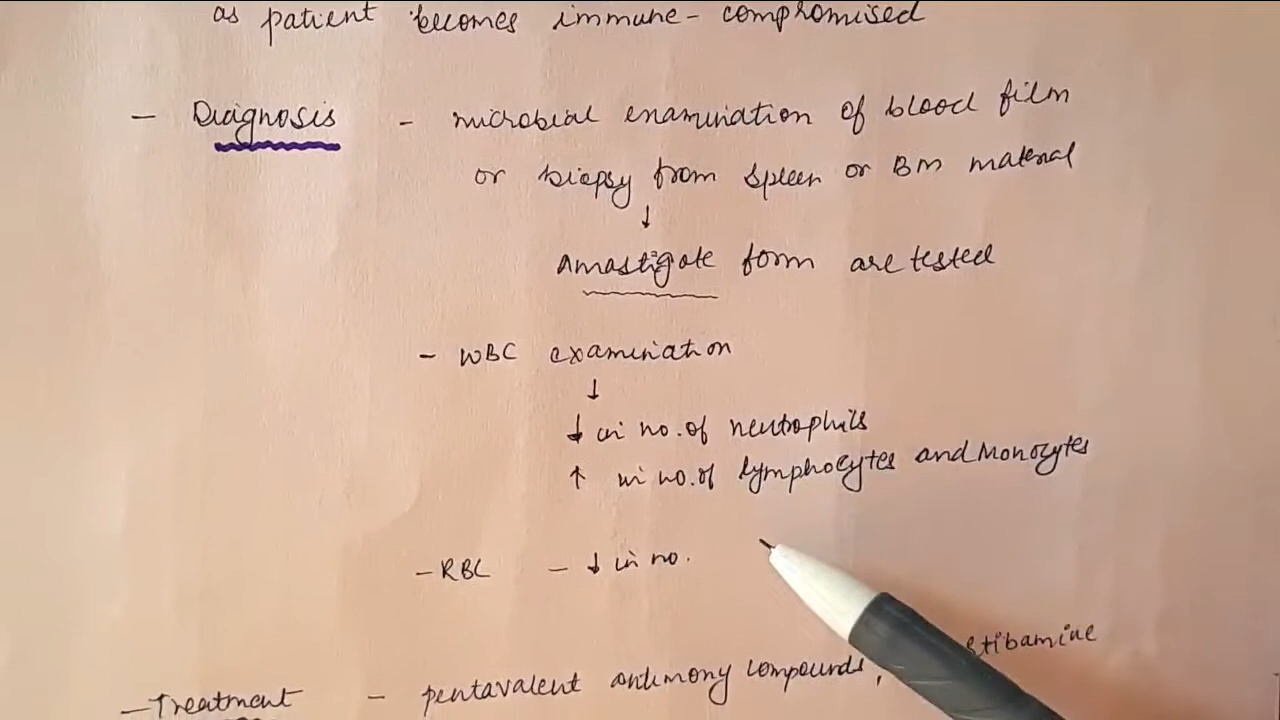 as patient becomes immune - compromised
- Diagnosis - microbial examination of blood film
or biopsy from spleen or BM material
↓
Amastigote form are tested
- WBC examination
↓
↓ in no. of neutrophils
↑ in no. of lymphocytes and Monocytes
- RBC - ↓ in no.
- Treatment - pentavalent antimony compounds, stibamine